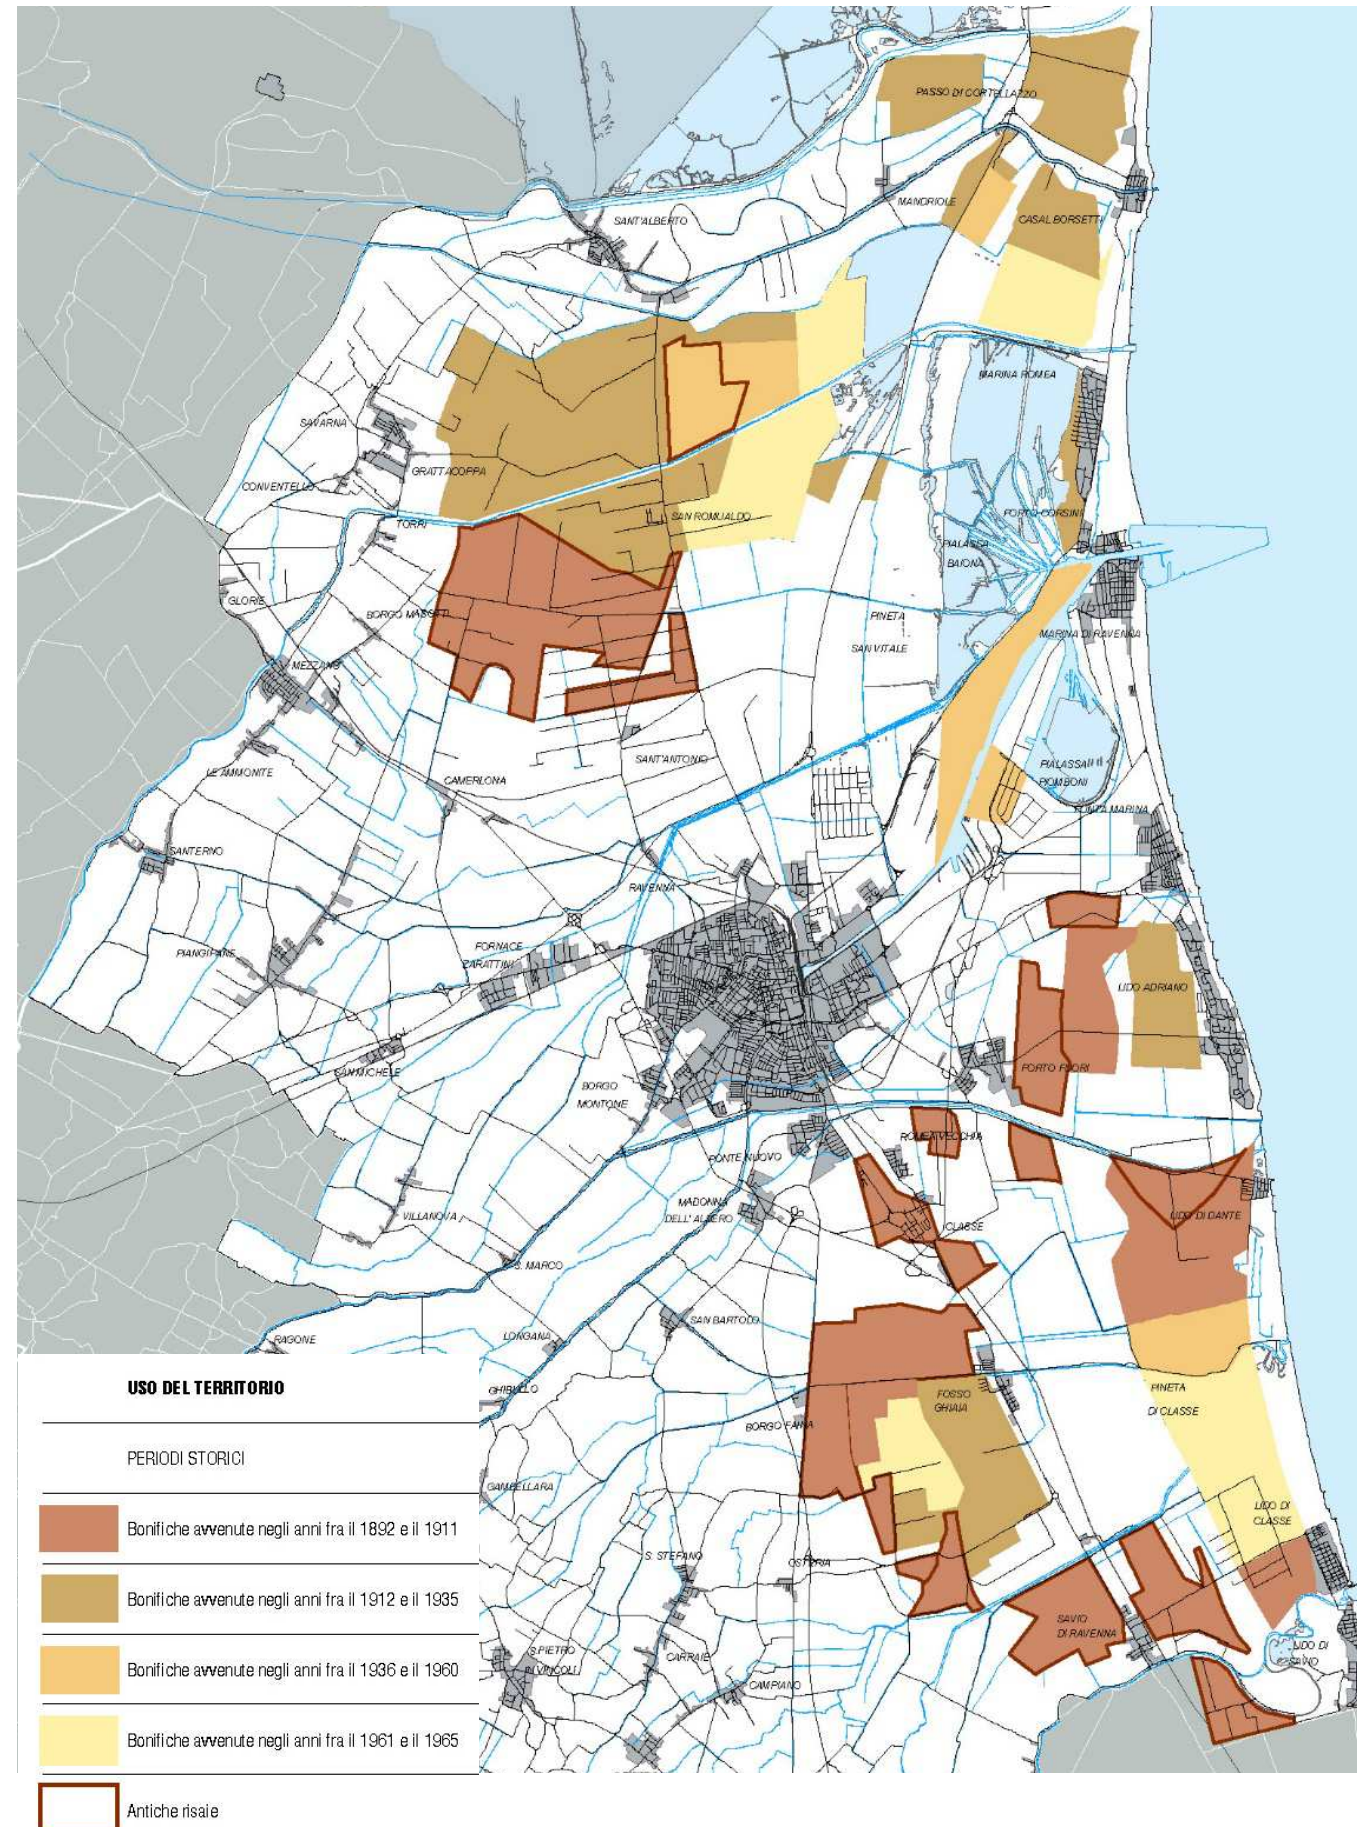 PASSO DI CORTELLAZZO
MANDRIOLE
SANT'ALBERTO
CASAL BORSETTI
MARINA ROMEA
SAVARNA
GRATTACOPPA
CONVENTELLO
TORRI
SAN ROMUALDO
PORTO CORSINI
PIALASSA
BAIONA
GLORIE
BORGO MASOTTI
PINETA
SAN VITALE
MARINA DI RAVENNA
MEZZANO
SANT'ANTONIO
LE AMMONITE
CAMERLONA
PIALASSA
PIOMBONI
PUNTA MARINA
SANTERNO
RAVENNA
PIANGIPANE
FORNACE
ZARATTINI
LIDO ADRIANO
SAN MICHELE
PORTO FUORI
BORGO
MONTONE
ROMEA VECCHIA
PONTE NUOVO
MADONNA
DELL' ALBERO
VILLANOVA
CLASSE
LIDO DI DANTE
S. MARCO
SAN BARTOLO
RAGONE
LONGANA
GHIBULLO
FOSSO
GHIAIA
PINETA
DI CLASSE
BORGO FAINA
GAMBELLARA
LIDO DI
CLASSE
S. STEFANO
OSTERIA
SAVIO
DI RAVENNA
S.PIETRO
IN VINCOLI
CARRAIE
CAMPIANO
LIDO DI
SAVIO
USO DEL TERRITORIO
PERIODI STORICI
Bonifiche avvenute negli anni fra il 1892 e il 1911
Bonifiche avvenute negli anni fra il 1912 e il 1935
Bonifiche avvenute negli anni fra il 1936 e il 1960
Bonifiche avvenute negli anni fra il 1961 e il 1965
Antiche risaie